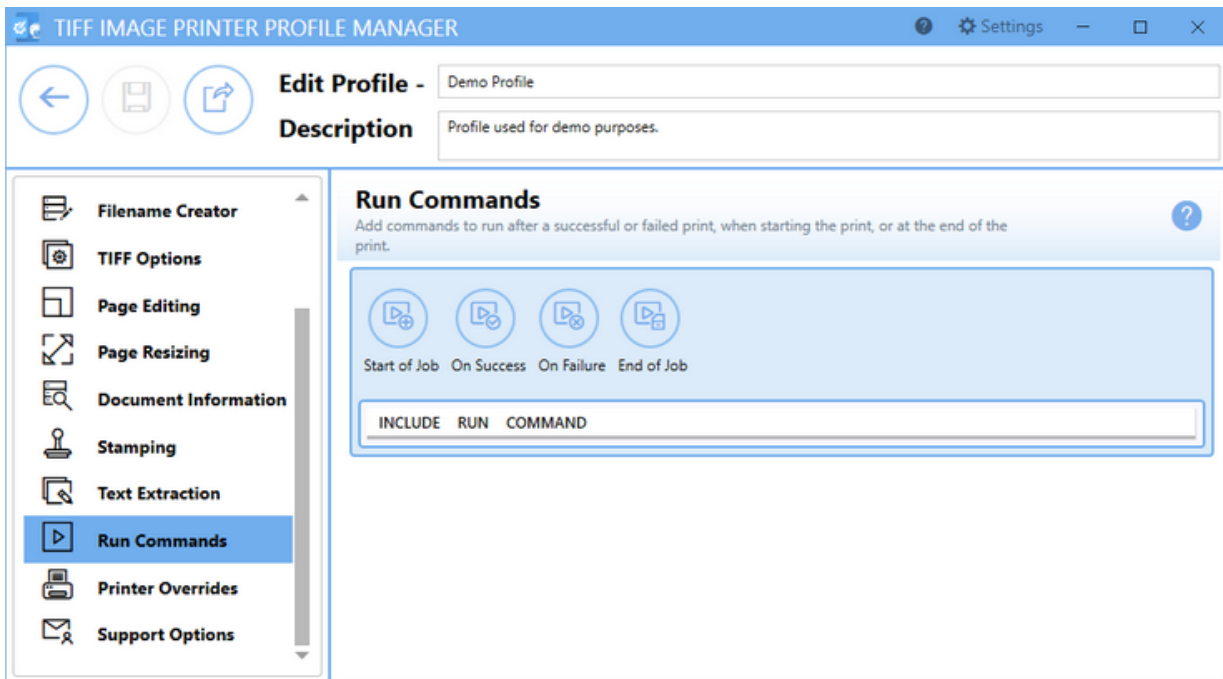 TIFF IMAGE PRINTER PROFILE MANAGER
? Settings
Edit Profile - Demo Profile
Description Profile used for demo purposes.
Filename Creator
TIFF Options
Page Editing
Page Resizing
Document Information
Stamping
Text Extraction
Run Commands
Printer Overrides
Support Options
Run Commands
Add commands to run after a successful or failed print, when starting the print, or at the end of the
print.
?
Start of Job On Success On Failure End of Job
INCLUDE RUN COMMAND